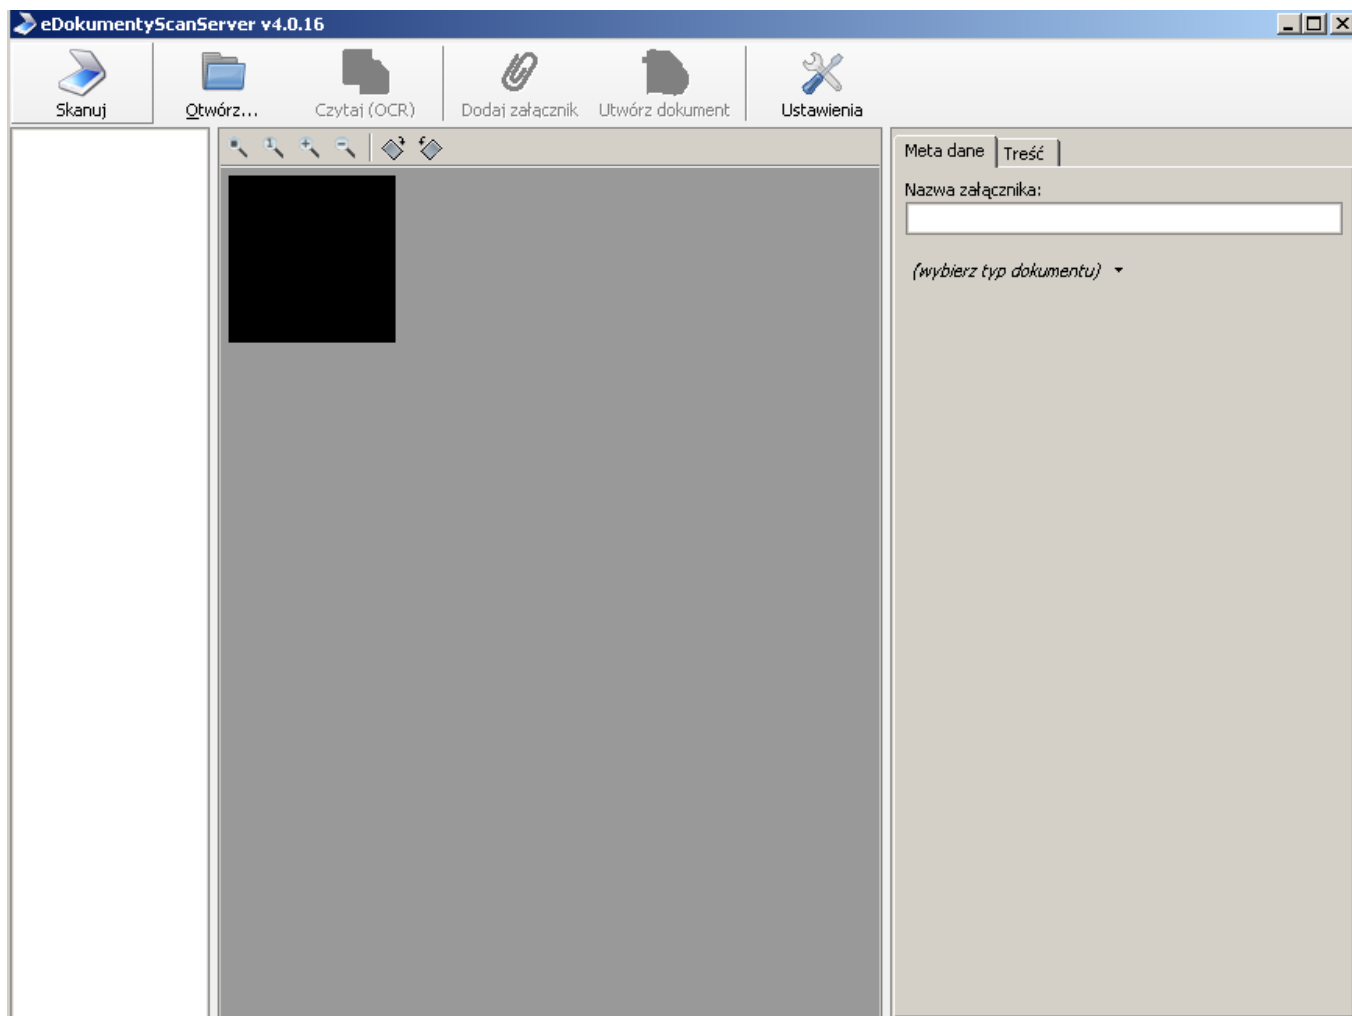 eDokumentyScanServer v4.0.16
Skanuj
Otwórz...
Czytaj (OCR)
Dodaj załącznik
Utwórz dokument
Ustawienia
Meta dane
Treść
Nazwa załącznika:
(wybierz typ dokumentu)